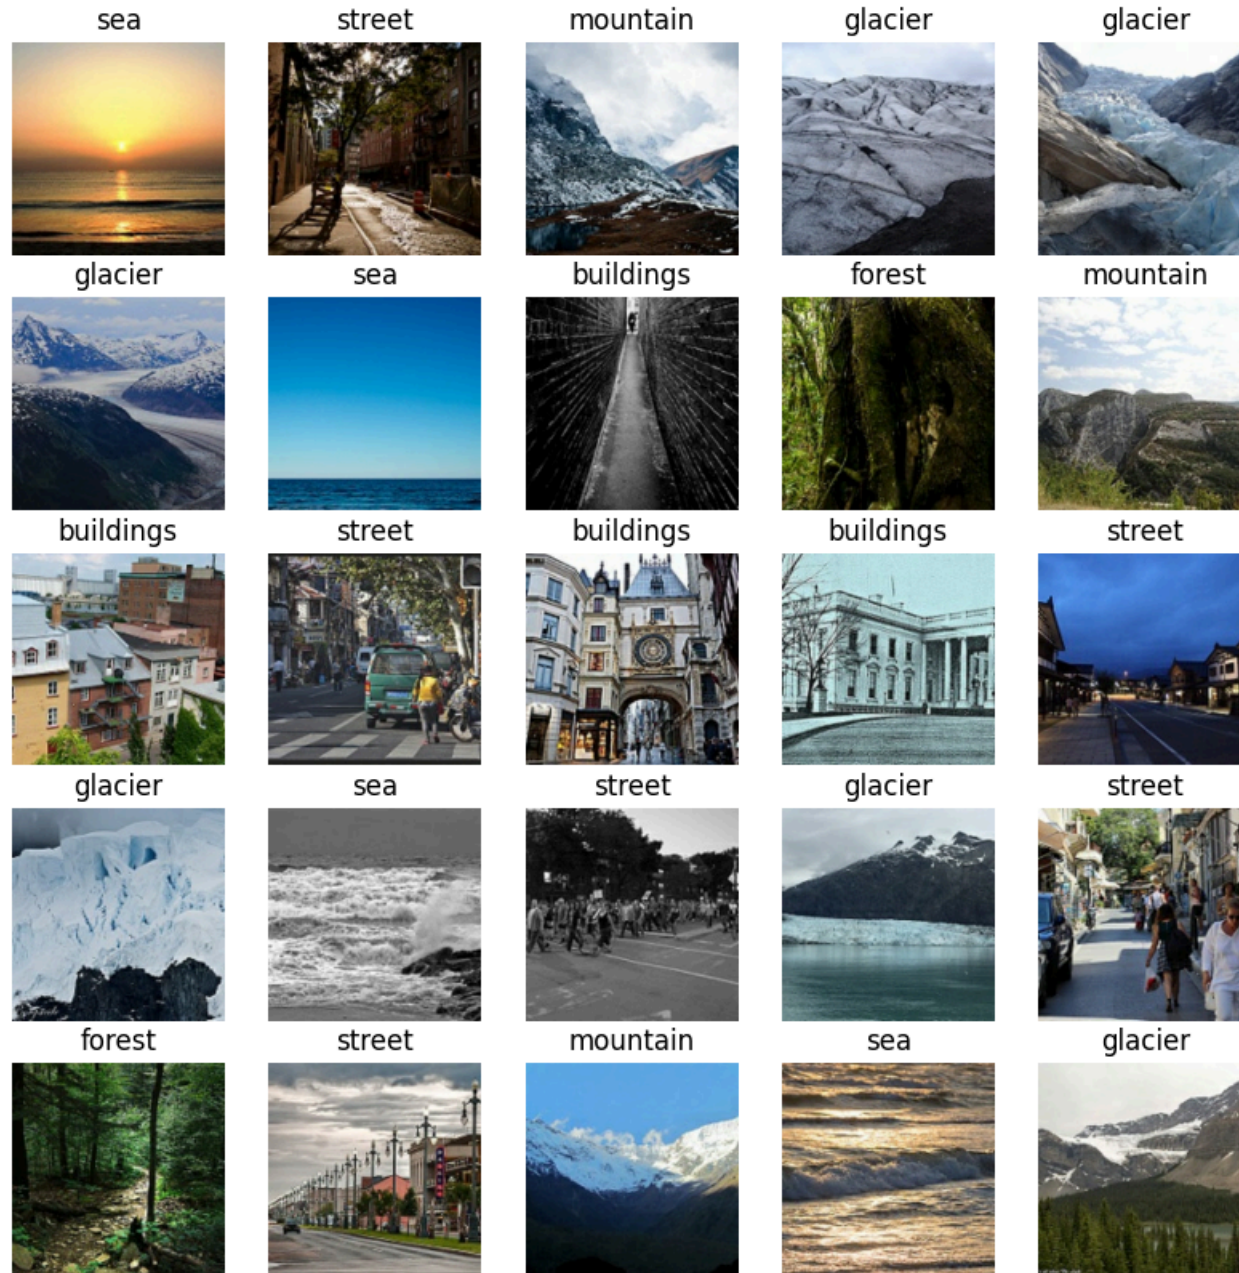 sea street mountain glacier glacier
glacier sea buildings forest mountain
buildings street buildings buildings street
glacier sea street glacier street
forest street mountain sea glacier